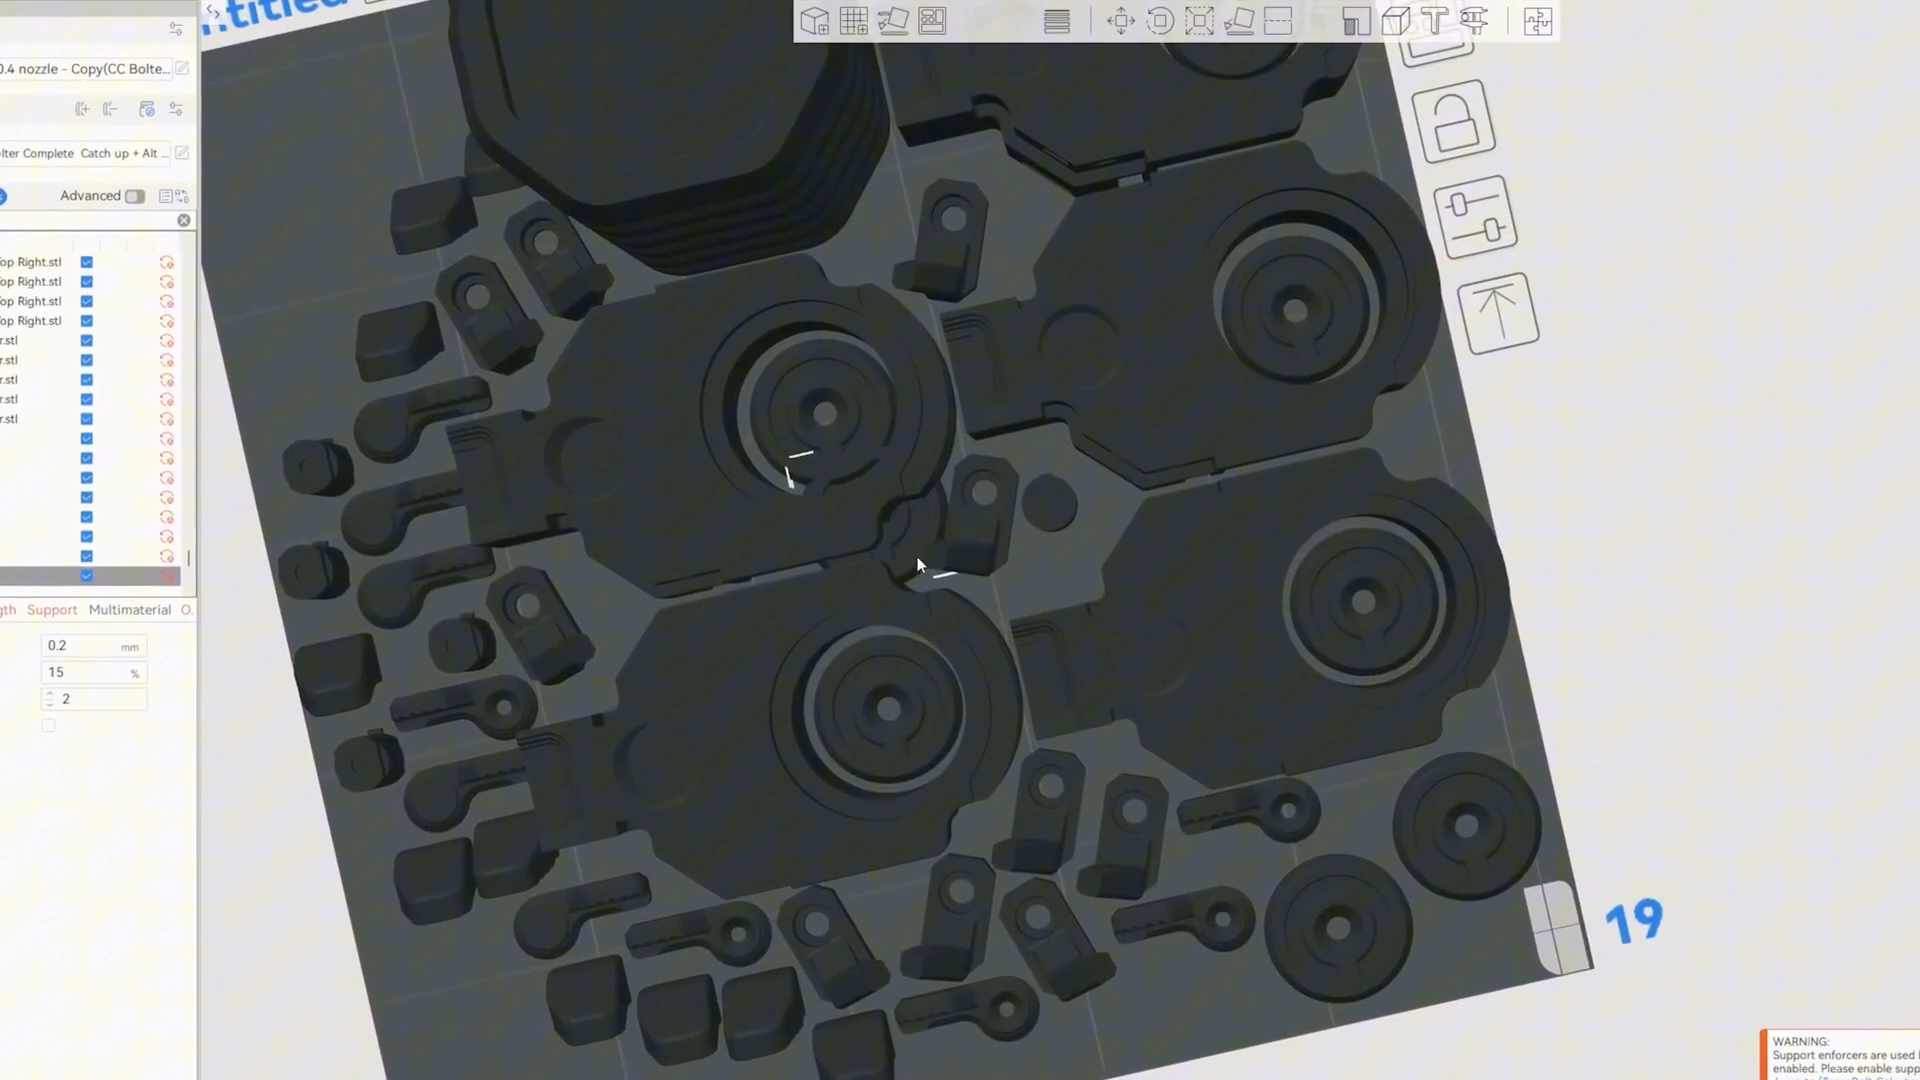 ntitled
0.4 nozzle - Copy(CC Bolte...
lter Complete Catch up + Alt ...
Advanced
op Right.stl
op Right.stl
op Right.stl
op Right.stl
r.stl
r.stl
r.stl
r.stl
r.stl
gth Support Multimaterial O.
0.2 mm
15 %
2
19
WARNING:
Support enforcers are used
enabled. Please enable supp